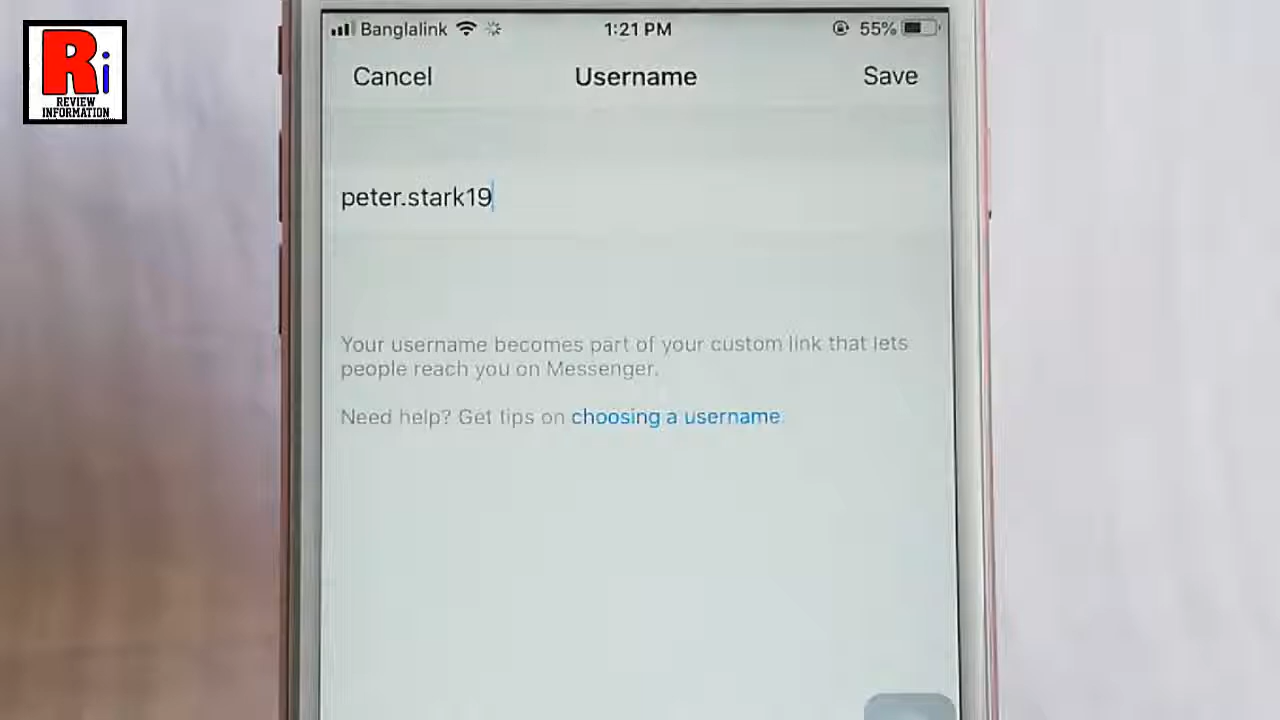 Ri
REVIEW
INFORMATION
Banglalink 1:21 PM 55%
Cancel Username Save
peter.stark19
Your username becomes part of your custom link that lets
people reach you on Messenger.
Need help? Get tips on choosing a username.